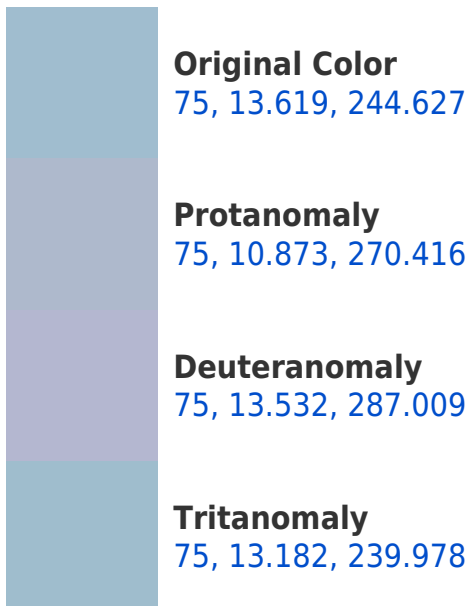 Original Color
75, 13.619, 244.627
Protanomaly
75, 10.873, 270.416
Deuteranomaly
75, 13.532, 287.009
Tritanomaly
75, 13.182, 239.978